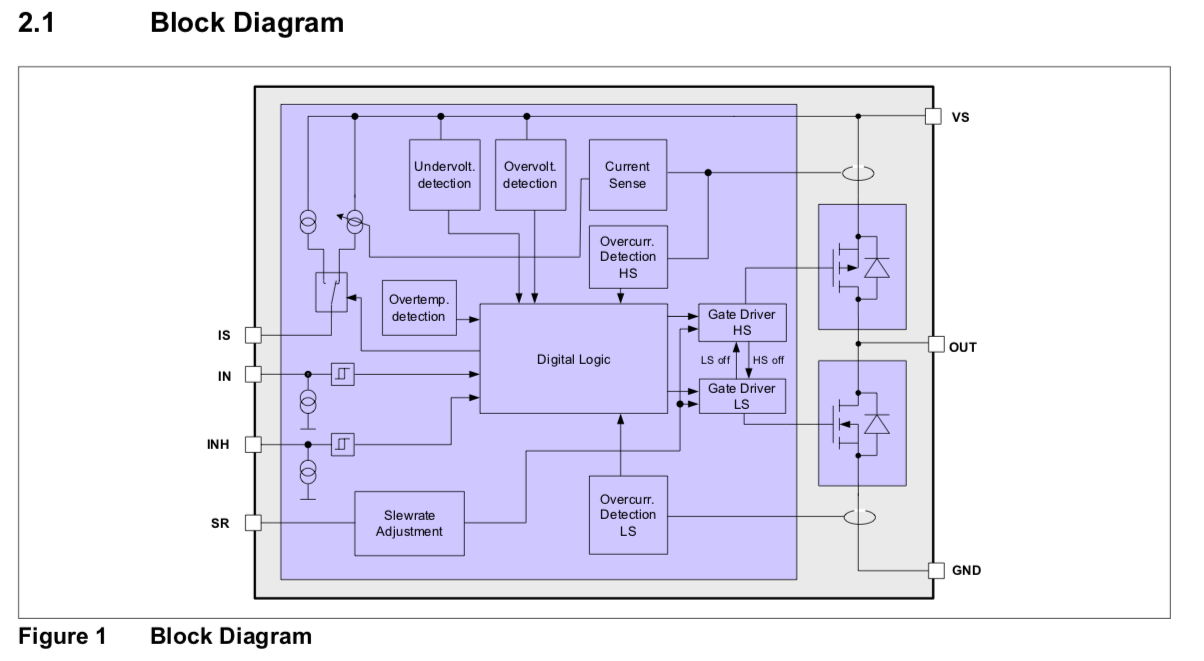 2.1 Block Diagram
VS
Undervolt.
detection
Overvolt.
detection
Current
Sense
Overcurr.
Detection
HS
Overtemp.
detection
Gate Driver
HS
IS
Digital Logic
OUT
LS off
HS off
IN
Gate Driver
LS
INH
Overcurr.
Detection
LS
SR
Slewrate
Adjustment
GND
Figure 1 Block Diagram